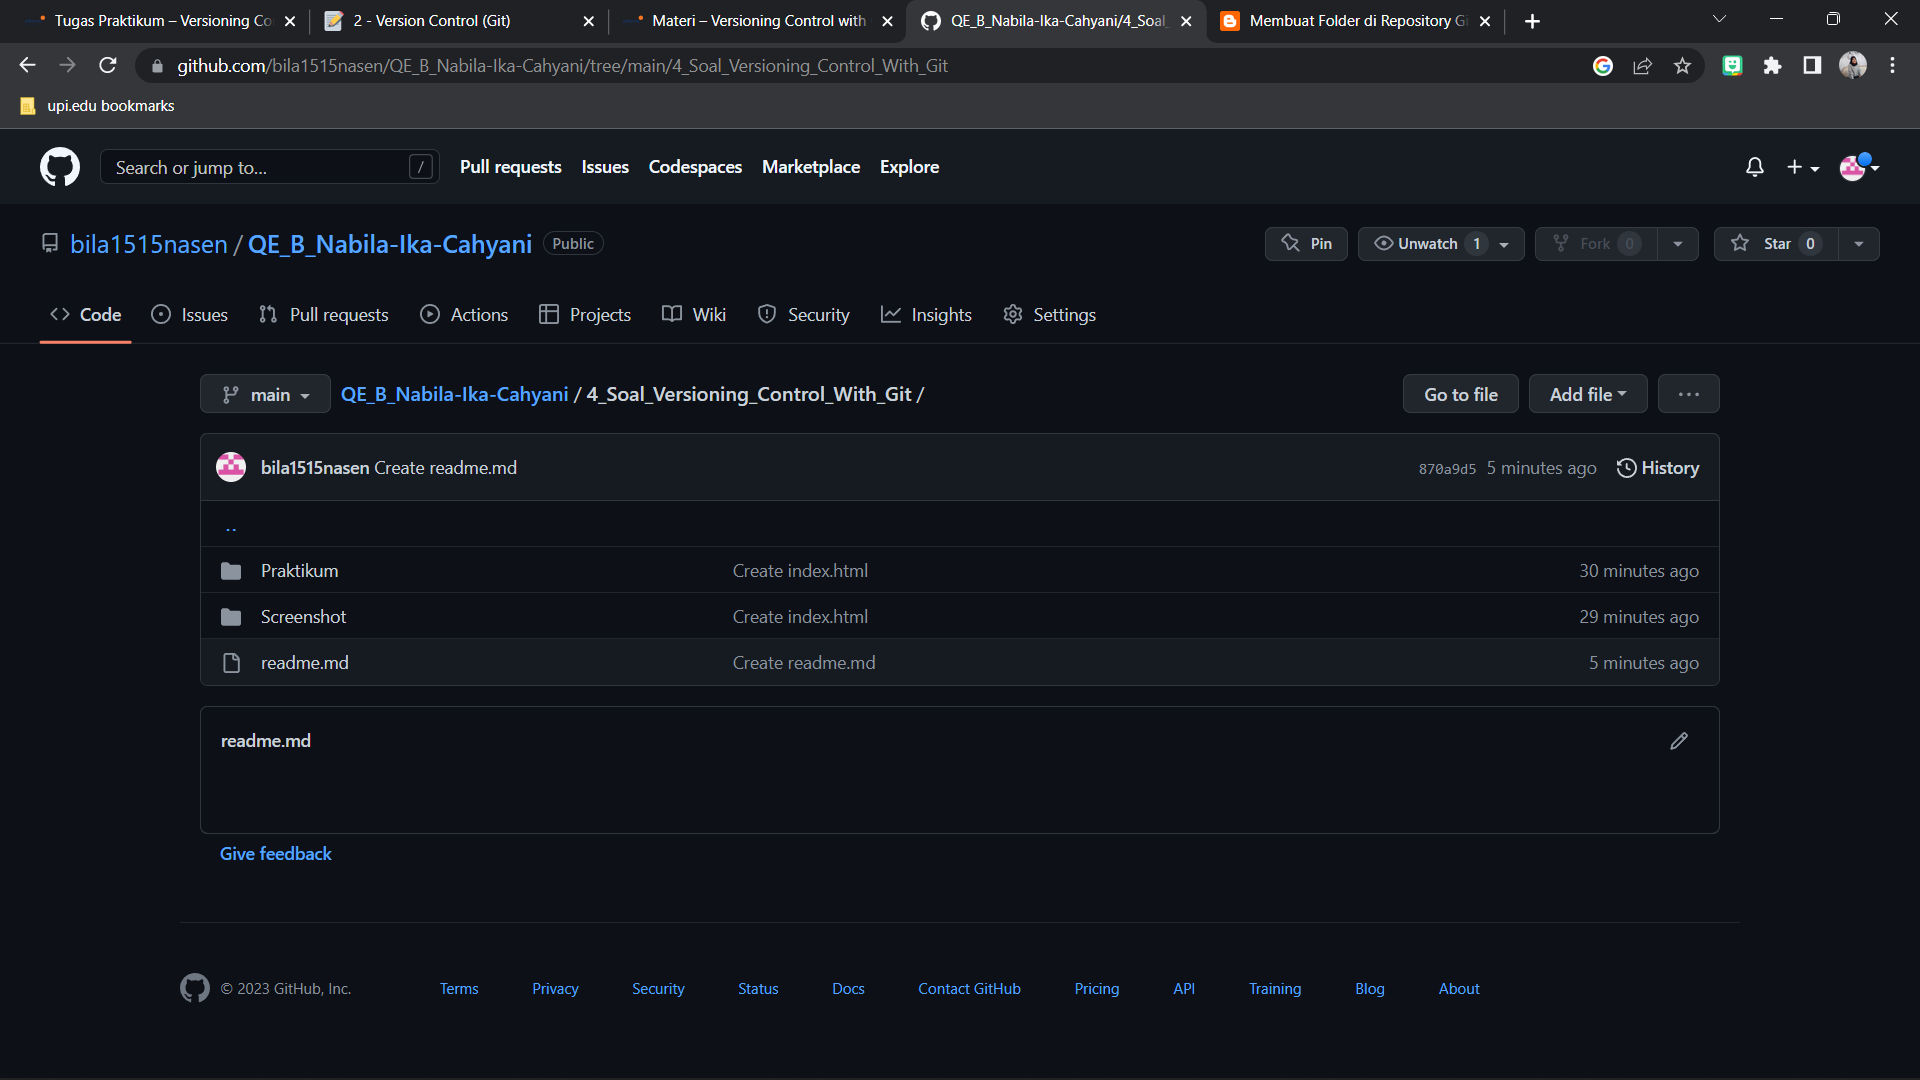 Tugas Praktikum – Versioning Co
2 - Version Control (Git)
Materi – Versioning Control with
QE_B_Nabila-Ika-Cahyani/4_Soal_
Membuat Folder di Repository Gi
github.com/bila1515nasen/QE_B_Nabila-Ika-Cahyani/tree/main/4_Soal_Versioning_Control_With_Git
upi.edu bookmarks
Search or jump to... /
Pull requests Issues Codespaces Marketplace Explore
bila1515nasen / QE_B_Nabila-Ika-Cahyani Public
Pin Unwatch 1 Fork 0 Star 0
Code Issues Pull requests Actions Projects Wiki Security Insights Settings
main QE_B_Nabila-Ika-Cahyani / 4_Soal_Versioning_Control_With_Git / Go to file Add file ...
bila1515nasen Create readme.md 870a9d5 5 minutes ago History
..
Praktikum Create index.html 30 minutes ago
Screenshot Create index.html 29 minutes ago
readme.md Create readme.md 5 minutes ago
readme.md
Give feedback
© 2023 GitHub, Inc. Terms Privacy Security Status Docs Contact GitHub Pricing API Training Blog About